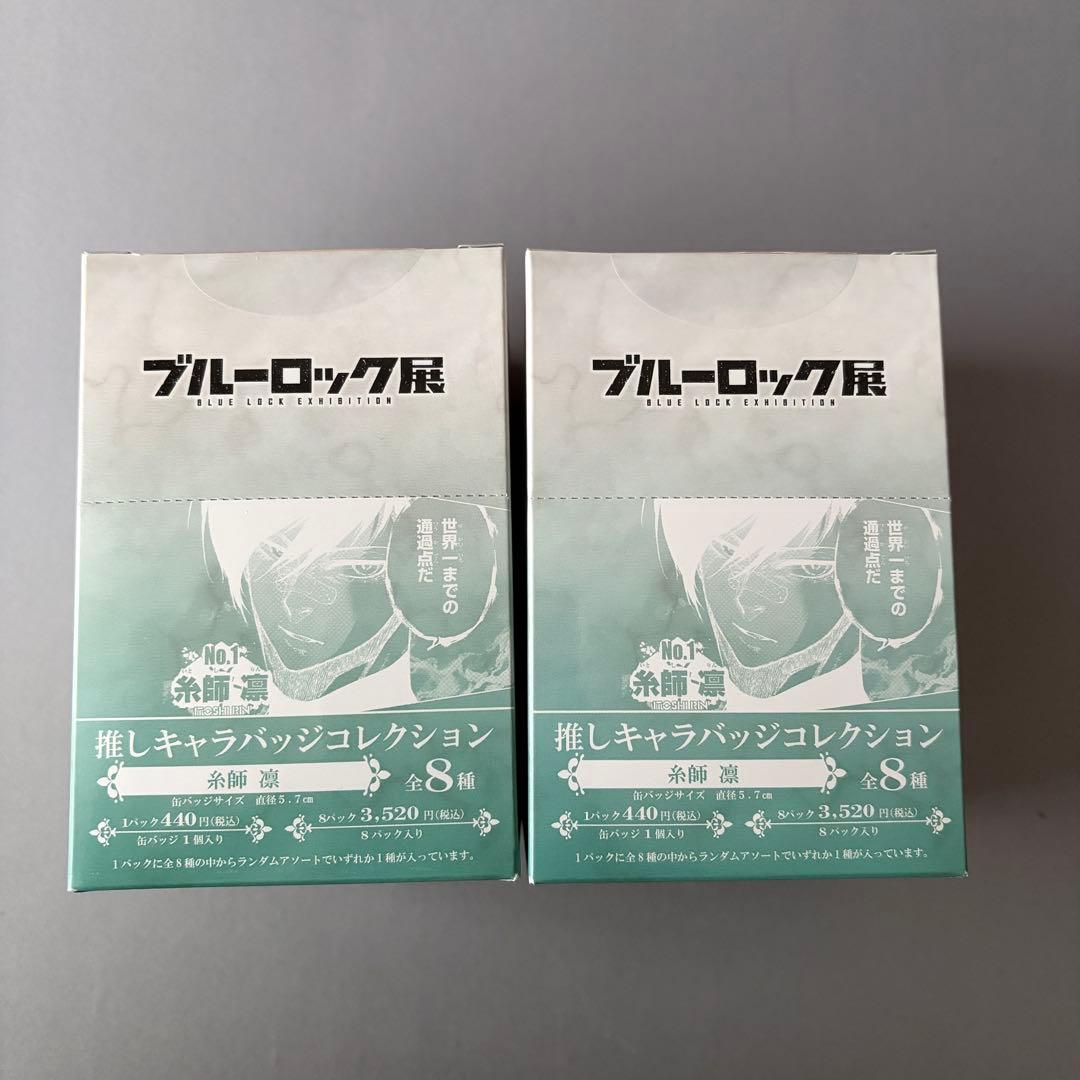 ブルーロック展
BLUE LOCK EXHIBITION
世界一までの
通過点だ
No.1
糸師 凛
ITOSHI RIN
推しキャラバッジコレクション
糸師 凛
全8種
缶バッジサイズ 直径5.7cm
1パック440円(税込)
缶バッジ1個入り
8パック3,520円(税込)
8パック入り
1パックに全8種の中からランダムアソートでいずれか1種が入っています。
ブルーロック展
BLUE LOCK EXHIBITION
世界一までの
通過点だ
No.1
糸師 凛
ITOSHI RIN
推しキャラバッジコレクション
糸師 凛
全8種
缶バッジサイズ 直径5.7cm
1パック440円(税込)
缶バッジ1個入り
8パック3,520円(税込)
8パック入り
1パックに全8種の中からランダムアソートでいずれか1種が入っています。